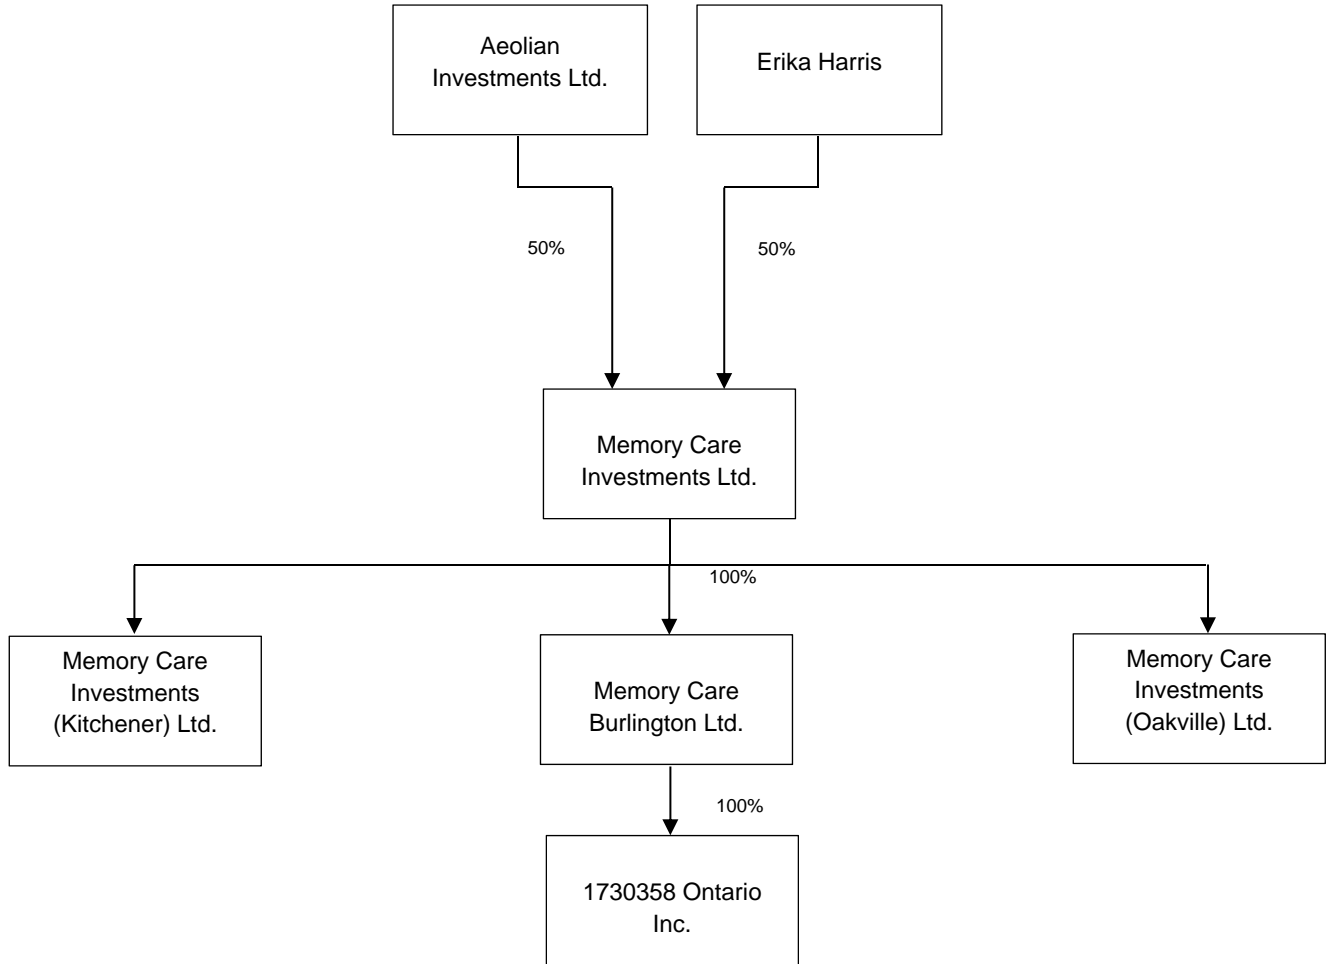 Aeolian
Investments Ltd.
Erika Harris
50%
50%
Memory Care
Investments Ltd.
100%
Memory Care
Investments
(Kitchener) Ltd.
Memory Care
Burlington Ltd.
Memory Care
Investments
(Oakville) Ltd.
100%
1730358 Ontario
Inc.